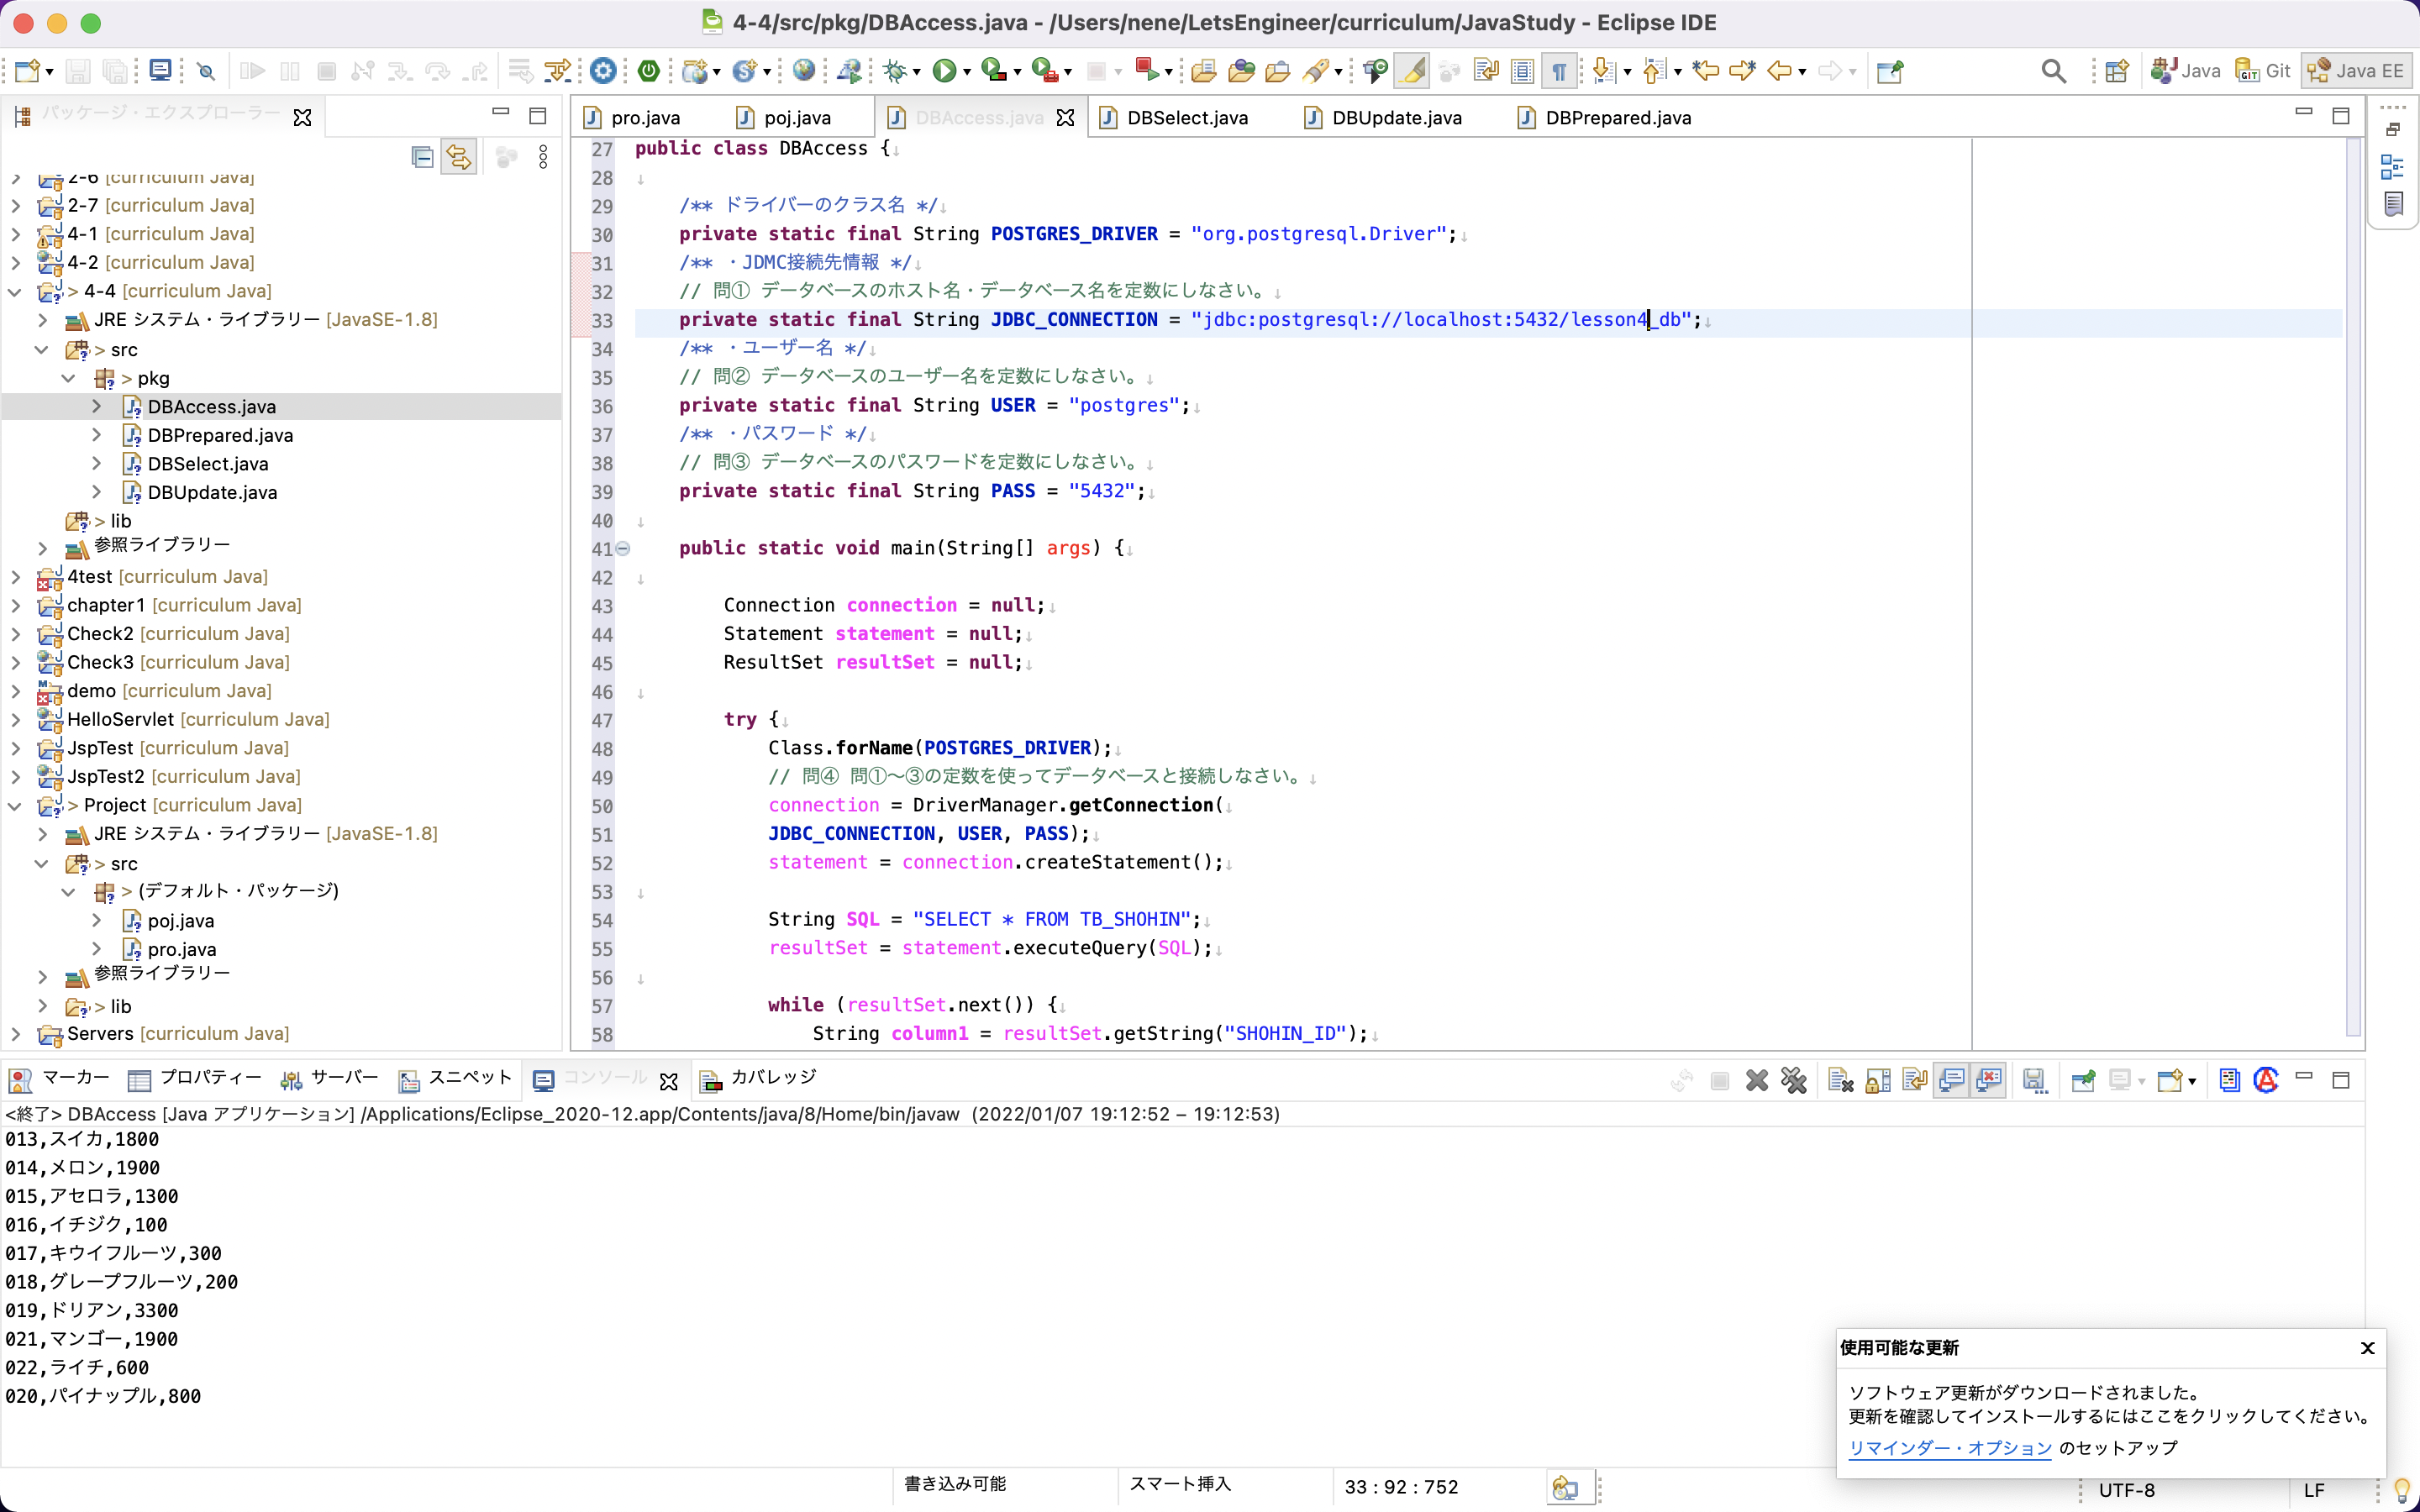 4-4/src/pkg/DBAccess.java - /Users/nene/LetsEngineer/curriculum/JavaStudy - Eclipse IDE
Java
Git
Java EE
パッケージ・エクスプローラー
2-6 [curriculum Java]
2-7 [curriculum Java]
4-1 [curriculum Java]
4-2 [curriculum Java]
> 4-4 [curriculum Java]
JRE システム・ライブラリー [JavaSE-1.8]
> src
> pkg
DBAccess.java
DBPrepared.java
DBSelect.java
DBUpdate.java
> lib
参照ライブラリー
4test [curriculum Java]
chapter1 [curriculum Java]
Check2 [curriculum Java]
Check3 [curriculum Java]
demo [curriculum Java]
HelloServlet [curriculum Java]
JspTest [curriculum Java]
JspTest2 [curriculum Java]
> Project [curriculum Java]
JRE システム・ライブラリー [JavaSE-1.8]
> src
> (デフォルト・パッケージ)
poj.java
pro.java
参照ライブラリー
> lib
Servers [curriculum Java]
pro.java
poj.java
DBAccess.java
DBSelect.java
DBUpdate.java
DBPrepared.java
27 public class DBAccess {↓
28 ↓
29 /** ドライバーのクラス名 */↓
30 private static final String POSTGRES_DRIVER = "org.postgresql.Driver";↓
31 /** ・JDMC接続先情報 */↓
32 // 問① データベースのホスト名・データベース名を定数にしなさい。↓
33 private static final String JDBC_CONNECTION = "jdbc:postgresql://localhost:5432/lesson4_db";↓
34 /** ・ユーザー名 */↓
35 // 問② データベースのユーザー名を定数にしなさい。↓
36 private static final String USER = "postgres";↓
37 /** ・パスワード */↓
38 // 問③ データベースのパスワードを定数にしなさい。↓
39 private static final String PASS = "5432";↓
40 ↓
41 public static void main(String[] args) {↓
42 ↓
43 Connection connection = null;↓
44 Statement statement = null;↓
45 ResultSet resultSet = null;↓
46 ↓
47 try {↓
48 Class.forName(POSTGRES_DRIVER);↓
49 // 問④ 問①〜③の定数を使ってデータベースと接続しなさい。↓
50 connection = DriverManager.getConnection(↓
51 JDBC_CONNECTION, USER, PASS);↓
52 statement = connection.createStatement();↓
53 ↓
54 String SQL = "SELECT * FROM TB_SHOHIN";↓
55 resultSet = statement.executeQuery(SQL);↓
56 ↓
57 while (resultSet.next()) {↓
58 String column1 = resultSet.getString("SHOHIN_ID");↓
マーカー
プロパティー
サーバー
スニペット
コンソール
カバレッジ
<終了> DBAccess [Java アプリケーション] /Applications/Eclipse_2020-12.app/Contents/java/8/Home/bin/javaw (2022/01/07 19:12:52 – 19:12:53)
013,スイカ,1800
014,メロン,1900
015,アセロラ,1300
016,イチジク,100
017,キウイフルーツ,300
018,グレープフルーツ,200
019,ドリアン,3300
021,マンゴー,1900
022,ライチ,600
020,パイナップル,800
使用可能な更新
ソフトウェア更新がダウンロードされました。
更新を確認してインストールするにはここをクリックしてください。
リマインダー・オプション のセットアップ
書き込み可能
スマート挿入
33 : 92 : 752
UTF-8
LF